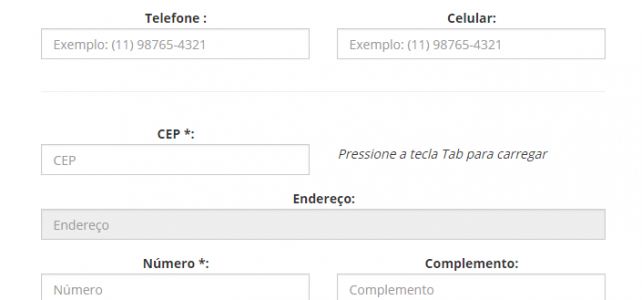 Telefone : Celular:
Exemplo: (11) 98765-4321 Exemplo: (11) 98765-4321
CEP *:
CEP Pressione a tecla Tab para carregar
Endereço:
Endereço
Número *: Complemento:
Número Complemento